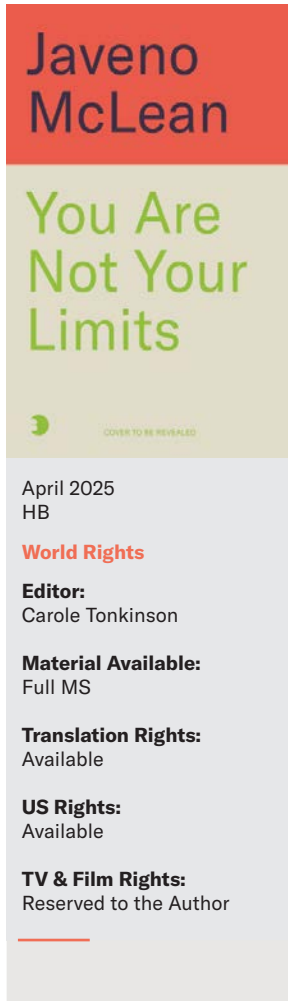 Javeno
McLean
You Are
Not Your
Limits
COVER TO BE REVEALED
April 2025
HB
World Rights
Editor:
Carole Tonkinson
Material Available:
Full MS
Translation Rights:
Available
US Rights:
Available
TV & Film Rights:
Reserved to the Author